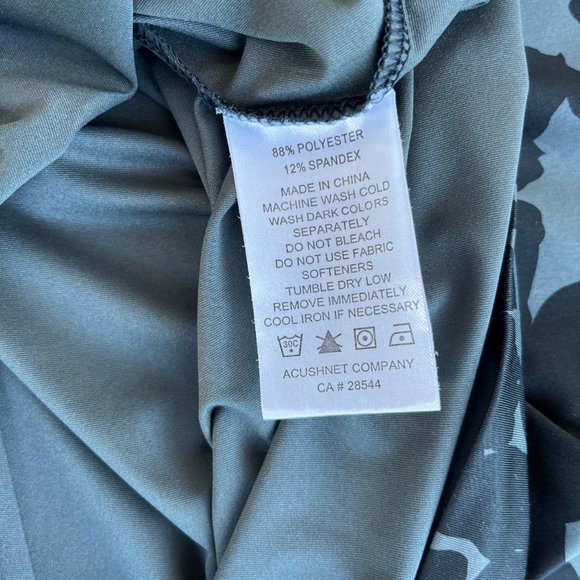 88% POLYESTER
12% SPANDEX
MADE IN CHINA
MACHINE WASH COLD
WASH DARK COLORS
SEPARATELY
DO NOT BLEACH
DO NOT USE FABRIC
SOFTENERS
TUMBLE DRY LOW
REMOVE IMMEDIATELY
COOL IRON IF NECESSARY
30C
ACUSHNET COMPANY
CA # 28544